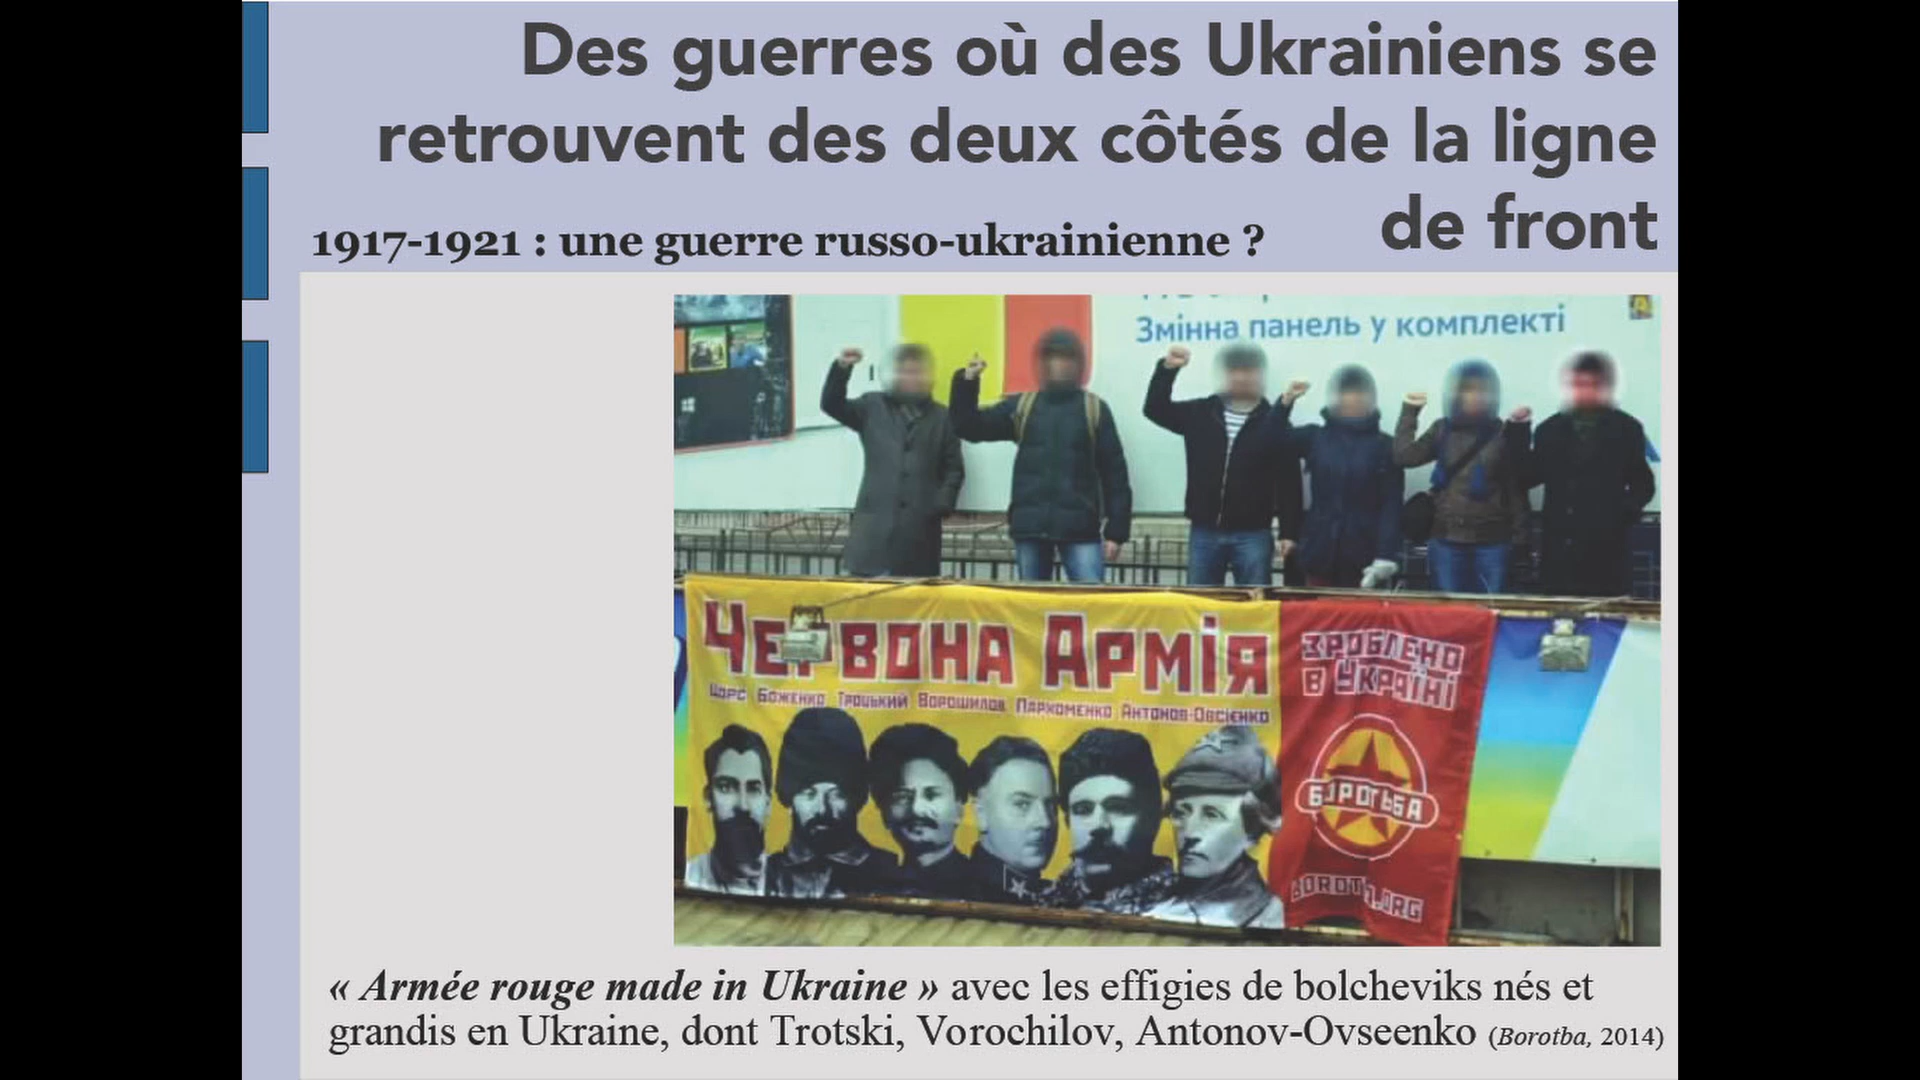 Des guerres où des Ukrainiens se
retrouvent des deux côtés de la ligne
de front
1917-1921 : une guerre russo-ukrainienne ?
Змінна панель у комплекті
Червона Армія
Щорс Боженко Троцький Ворошилов Пархоменко Антонов-Овсієнко
Зроблено
в Україні
Боротьба
« Armée rouge made in Ukraine » avec les effigies de bolcheviks nés et
grandis en Ukraine, dont Trotski, Vorochilov, Antonov-Ovseenko (Borotba, 2014)